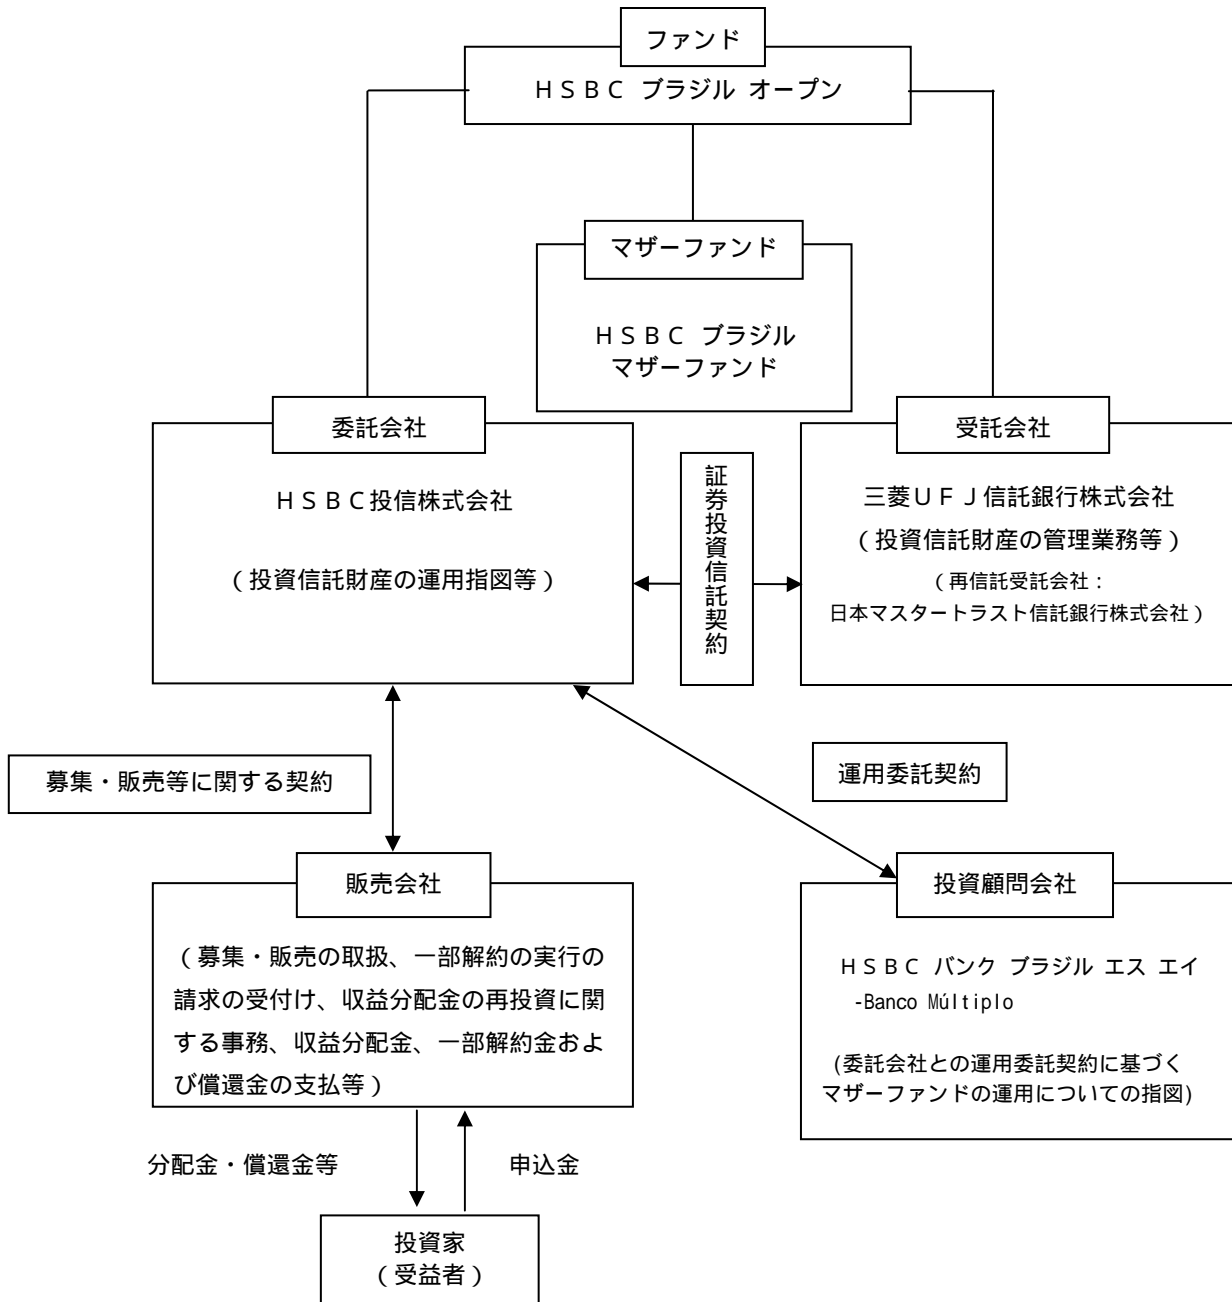 ファンド
ＨＳＢＣ ブラジル オープン
マザーファンド
ＨＳＢＣ ブラジル
マザーファンド
委託会社
ＨＳＢＣ投信株式会社
（投資信託財産の運用指図等）
証券投資信託契約
受託会社
三菱ＵＦＪ信託銀行株式会社
（投資信託財産の管理業務等）
（再信託受託会社：
日本マスタートラスト信託銀行株式会社）
募集・販売等に関する契約
運用委託契約
販売会社
（募集・販売の取扱、一部解約の実行の
請求の受付け、収益分配金の再投資に関
する事務、収益分配金、一部解約金およ
び償還金の支払等）
投資顧問会社
ＨＳＢＣ バンク ブラジル エス エイ
-Banco Múltiplo
(委託会社との運用委託契約に基づく
マザーファンドの運用についての指図)
分配金・償還金等
申込金
投資家
（受益者）